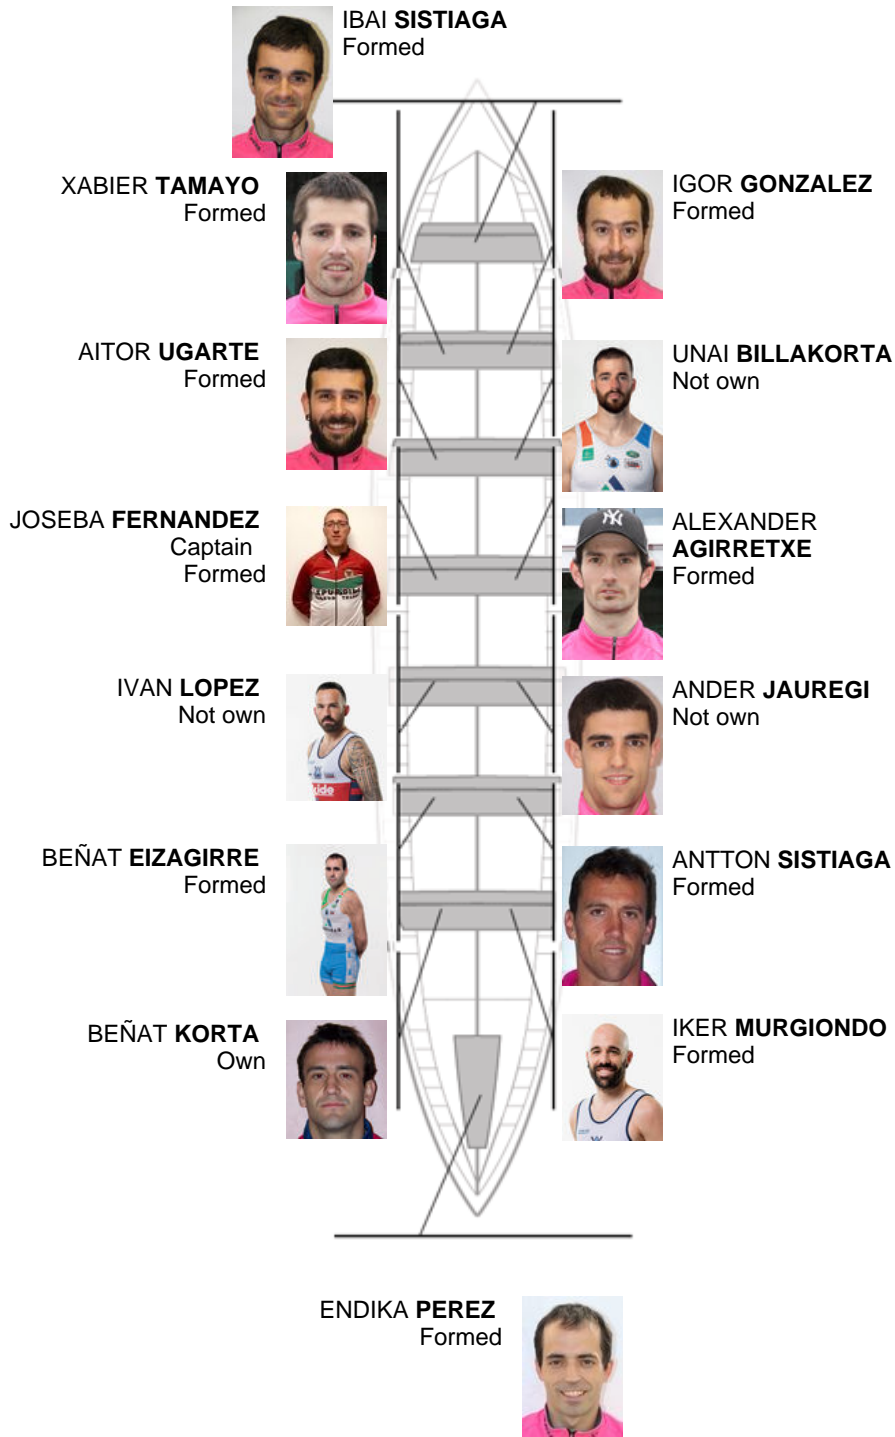 IBAI SISTIAGA
Formed
XABIER TAMAYO
Formed
IGOR GONZALEZ
Formed
AITOR UGARTE
Formed
UNAI BILLAKORTA
Not own
JOSEBA FERNANDEZ
Captain
Formed
ALEXANDER
AGIRRETXE
Formed
IVAN LOPEZ
Not own
ANDER JAUREGI
Not own
BEÑAT EIZAGIRRE
Formed
ANTTON SISTIAGA
Formed
BEÑAT KORTA
Own
IKER MURGIONDO
Formed
ENDIKA PEREZ
Formed